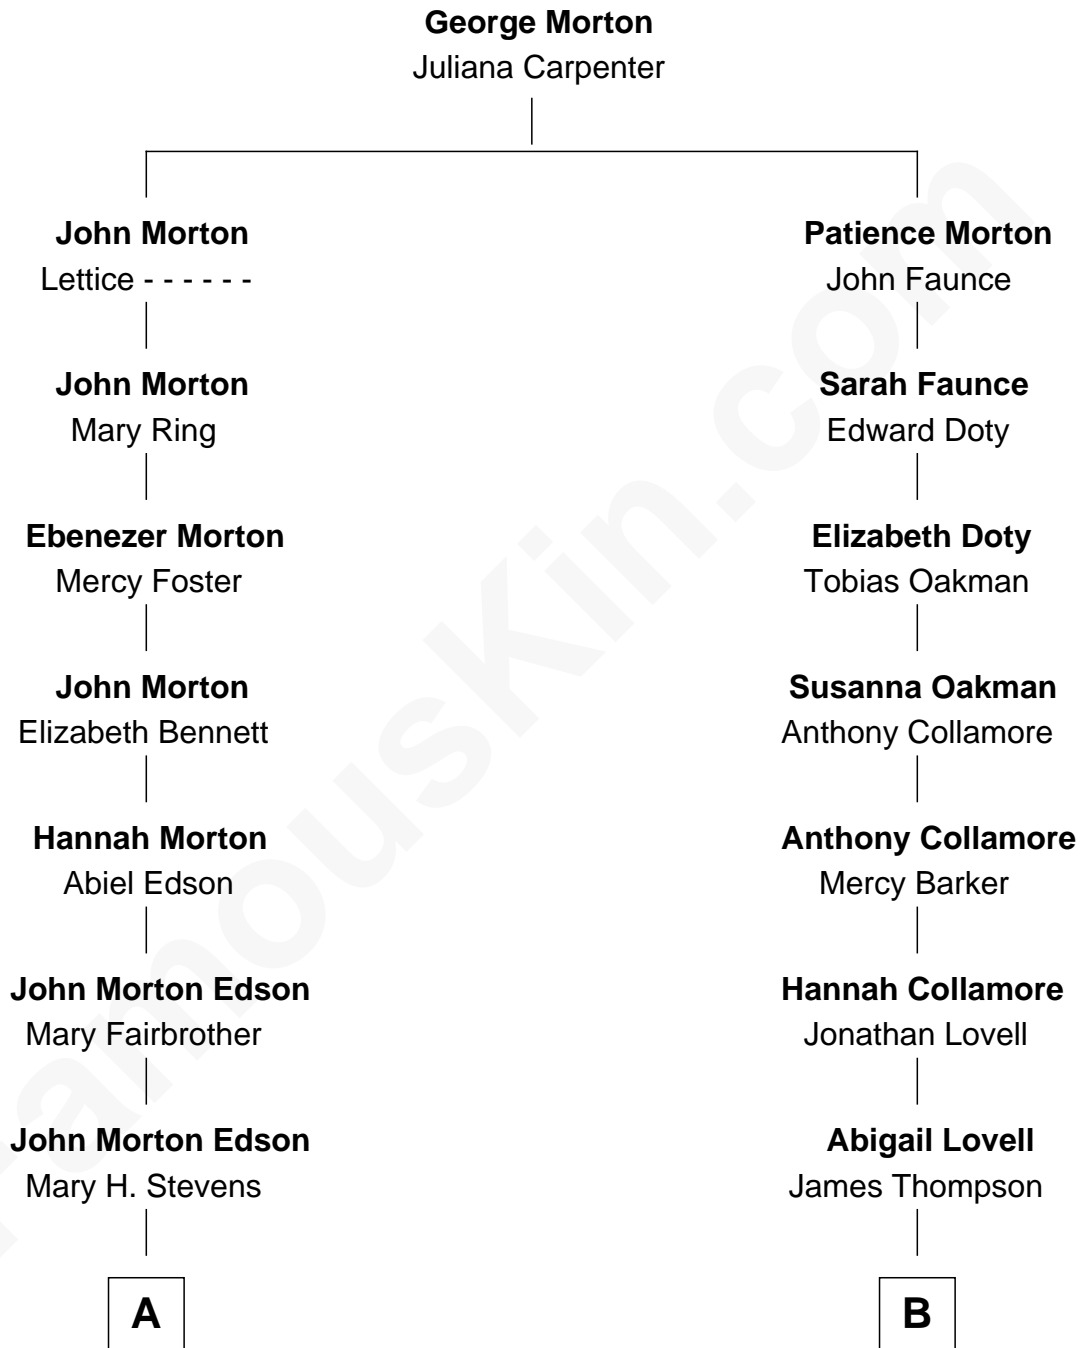 George Morton
Juliana Carpenter
John Morton
Lettice - - - - - -
Patience Morton
John Faunce
John Morton
Mary Ring
Sarah Faunce
Edward Doty
Ebenezer Morton
Mercy Foster
Elizabeth Doty
Tobias Oakman
John Morton
Elizabeth Bennett
Susanna Oakman
Anthony Collamore
Hannah Morton
Abiel Edson
Anthony Collamore
Mercy Barker
John Morton Edson
Mary Fairbrother
Hannah Collamore
Jonathan Lovell
John Morton Edson
Mary H. Stevens
Abigail Lovell
James Thompson
A
B
FamousKin.com